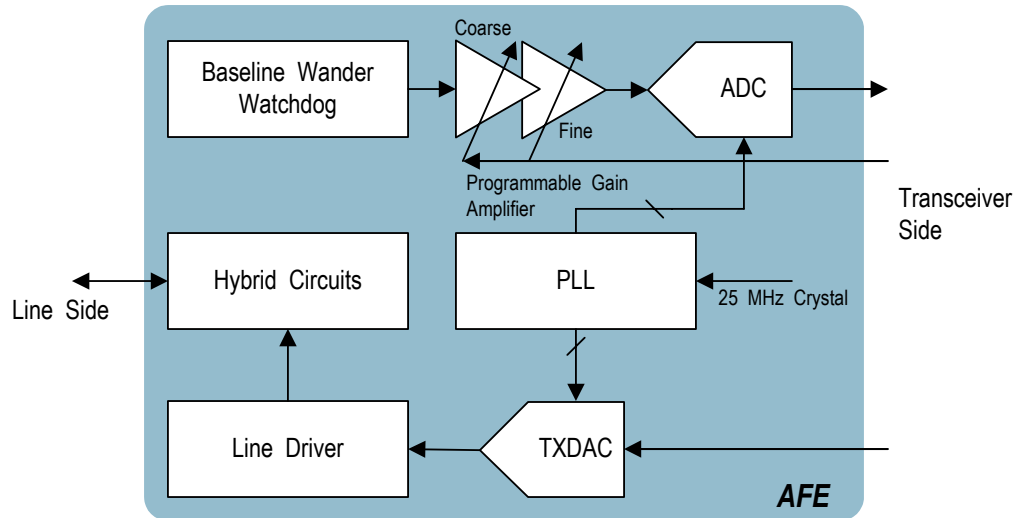 Coarse
Baseline Wander
Watchdog
ADC
Fine
Programmable Gain
Amplifier
Transceiver
Side
Hybrid Circuits
PLL
25 MHz Crystal
Line Side
Line Driver
TXDAC
AFE